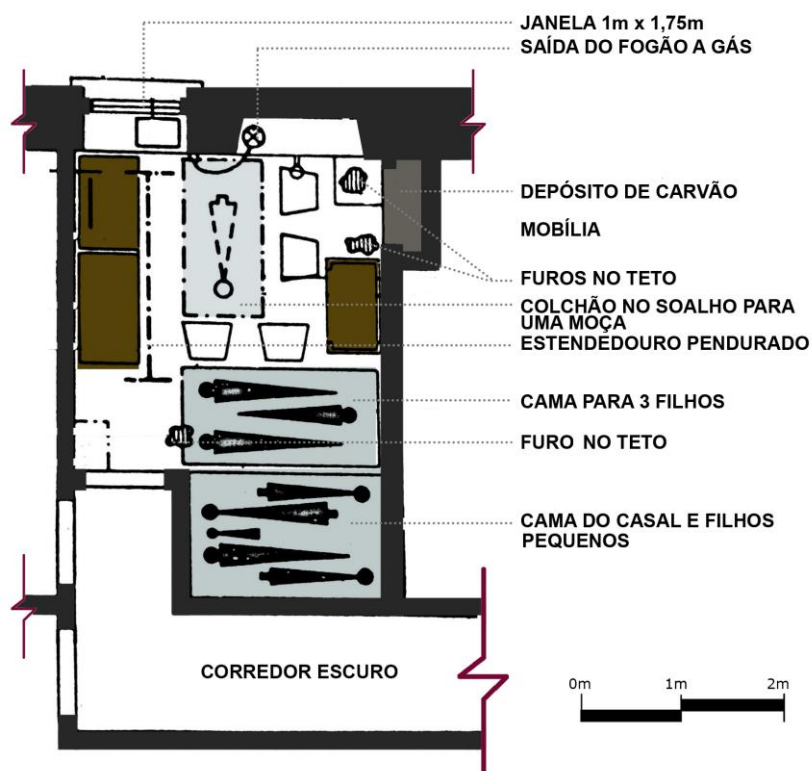 JANELA 1m x 1,75m
SAÍDA DO FOGÃO A GÁS
DEPÓSITO DE CARVÃO
MOBÍLIA
FUROS NO TETO
COLCHÃO NO SOALHO PARA
UMA MOÇA
ESTENDEDOURO PENDURADO
CAMA PARA 3 FILHOS
FURO NO TETO
CAMA DO CASAL E FILHOS
PEQUENOS
CORREDOR ESCURO
0m 1m 2m